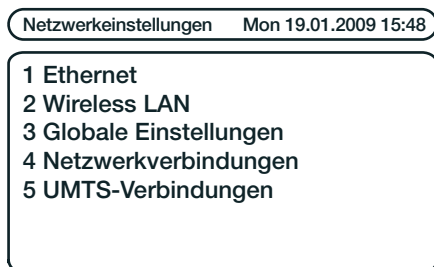 Netzwerkeinstellungen Mon 19.01.2009 15:48
1 Ethernet
2 Wireless LAN
3 Globale Einstellungen
4 Netzwerkverbindungen
5 UMTS-Verbindungen